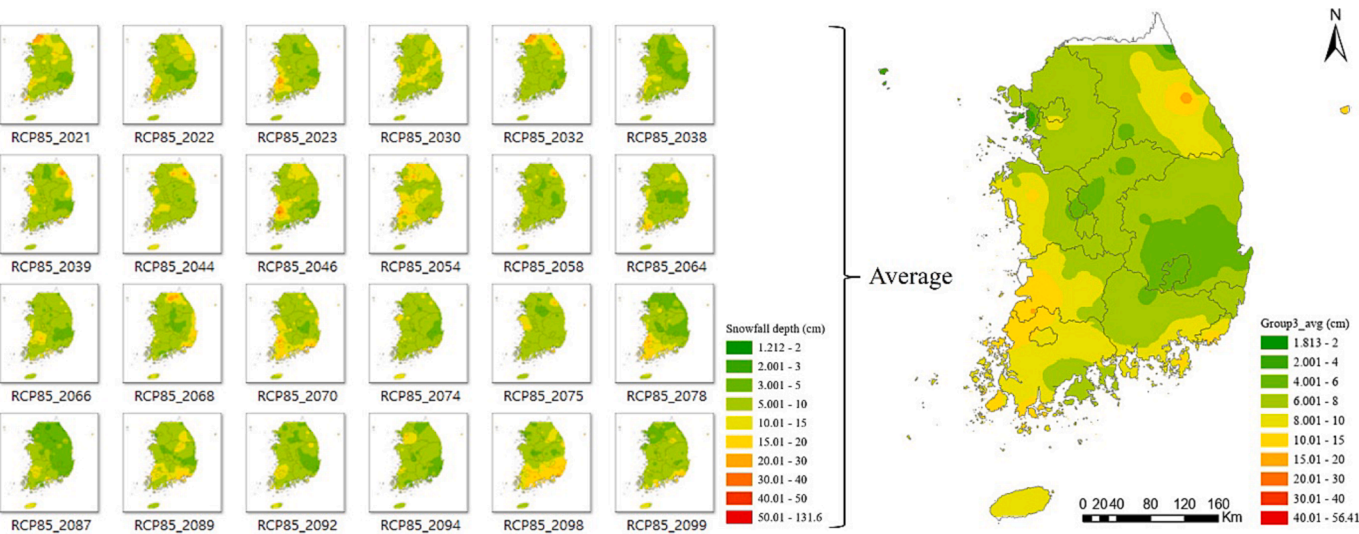 RCP85_2021 RCP85_2022 RCP85_2023 RCP85_2030 RCP85_2032 RCP85_2038
RCP85_2039 RCP85_2044 RCP85_2046 RCP85_2054 RCP85_2058 RCP85_2064
RCP85_2066 RCP85_2068 RCP85_2070 RCP85_2074 RCP85_2075 RCP85_2078
RCP85_2087 RCP85_2089 RCP85_2092 RCP85_2094 RCP85_2098 RCP85_2099
Snowfall depth (cm)
1.212 - 2
2.001 - 3
3.001 - 5
5.001 - 10
10.01 - 15
15.01 - 20
20.01 - 30
30.01 - 40
40.01 - 50
50.01 - 131.6
Average
N
Group3_avg (cm)
1.813 - 2
2.001 - 4
4.001 - 6
6.001 - 8
8.001 - 10
10.01 - 15
15.01 - 20
20.01 - 30
30.01 - 40
40.01 - 56.41
0 20 40 80 120 160
Km